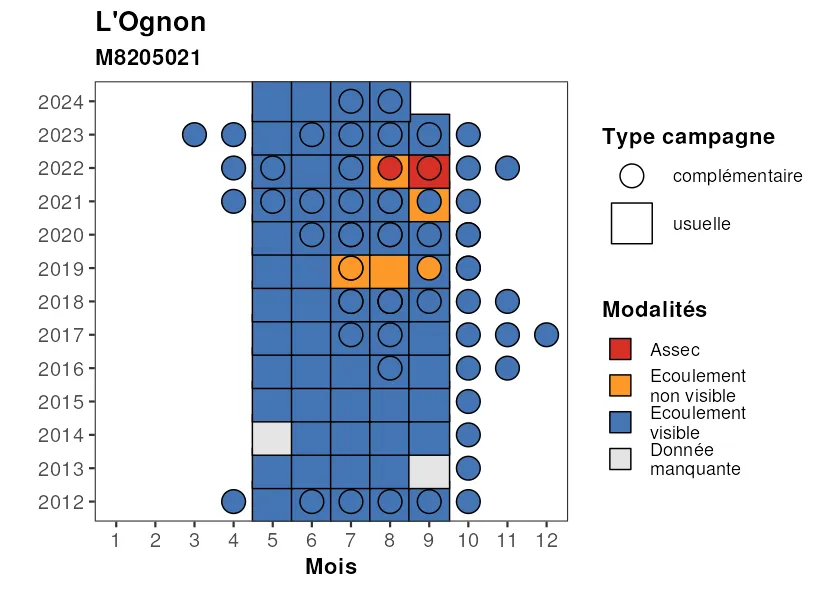 L'Ognon
M8205021
2024
2023
2022
2021
2020
2019
2018
2017
2016
2015
2014
2013
2012
1 2 3 4 5 6 7 8 9 10 11 12
Mois
Type campagne
complémentaire
usuelle
Modalités
Assec
Ecoulement
non visible
Ecoulement
visible
Donnée
manquante